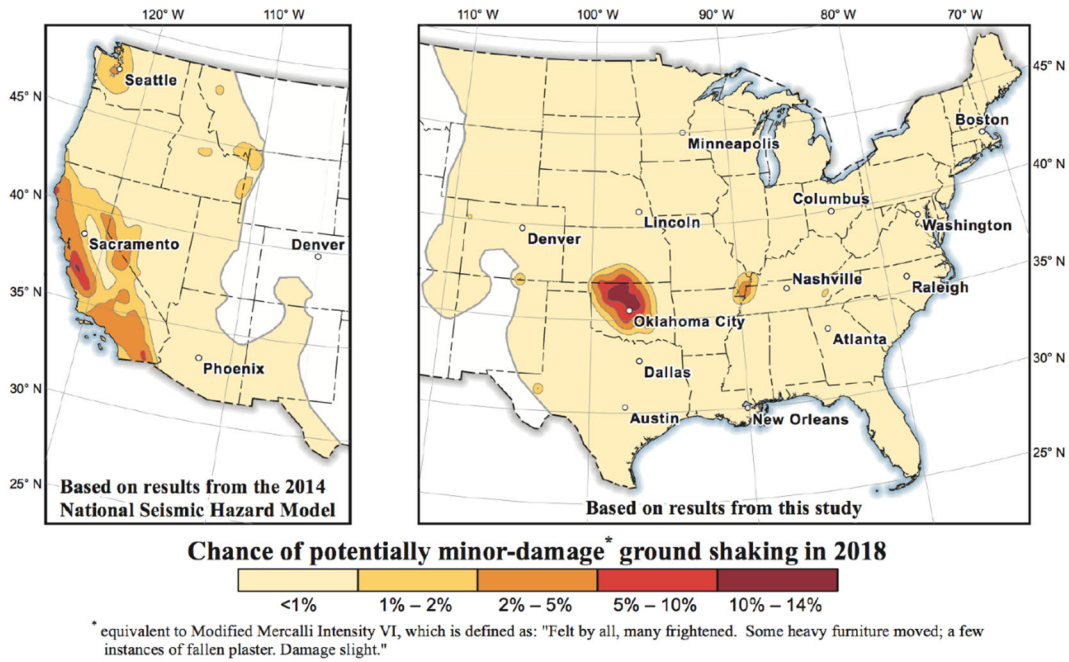 120° W
110° W
110° W
100° W
90° W
80° W
70° W
45° N
40° N
35° N
30° N
25° N
Seattle
Sacramento
Denver
Phoenix
Based on results from the 2014
National Seismic Hazard Model
45° N
40° N
35° N
30° N
25° N
Boston
Minneapolis
Columbus
Washington
Lincoln
Denver
Nashville
Raleigh
Oklahoma City
Atlanta
Dallas
Austin
New Orleans
Based on results from this study
Chance of potentially minor-damage* ground shaking in 2018
<1%
1% – 2%
2% – 5%
5% – 10%
10% – 14%
* equivalent to Modified Mercalli Intensity VI, which is defined as: "Felt by all, many frightened. Some heavy furniture moved; a few
instances of fallen plaster. Damage slight."